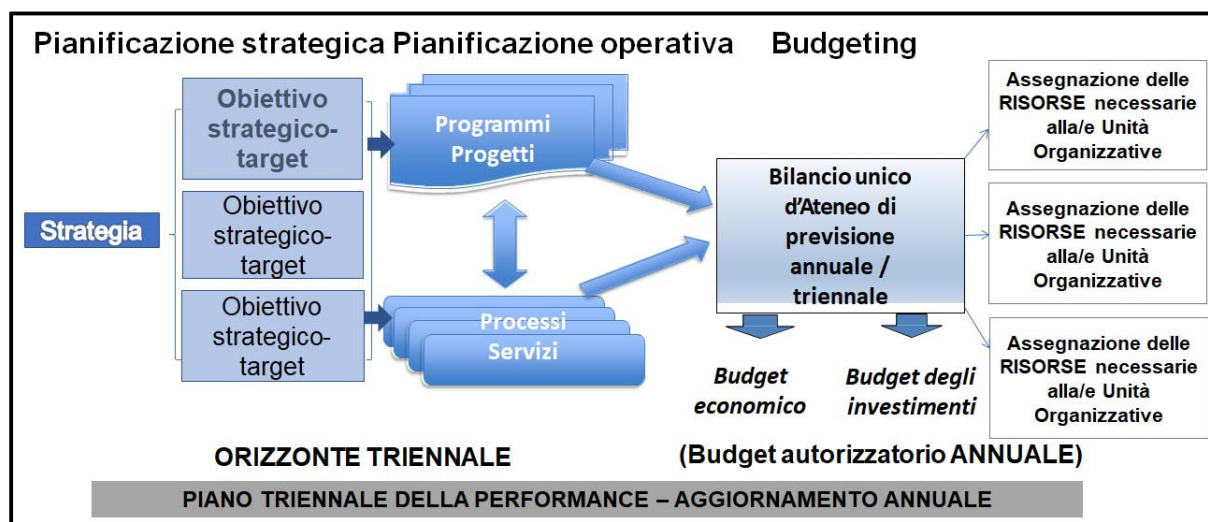 Pianificazione strategica Pianificazione operativa Budgeting
Strategia
Obiettivo
strategico-
target
Obiettivo
strategico-
target
Obiettivo
strategico-
target
Programmi
Progetti
Processi
Servizi
Bilancio unico
d'Ateneo di
previsione
annuale /
triennale
Budget
economico
Budget degli
investimenti
Assegnazione delle
RISORSE necessarie
alla/e Unità
Organizzative
Assegnazione delle
RISORSE necessarie
alla/e Unità
Organizzative
Assegnazione delle
RISORSE necessarie
alla/e Unità
Organizzative
ORIZZONTE TRIENNALE
(Budget autorizzatorio ANNUALE)
PIANO TRIENNALE DELLA PERFORMANCE – AGGIORNAMENTO ANNUALE